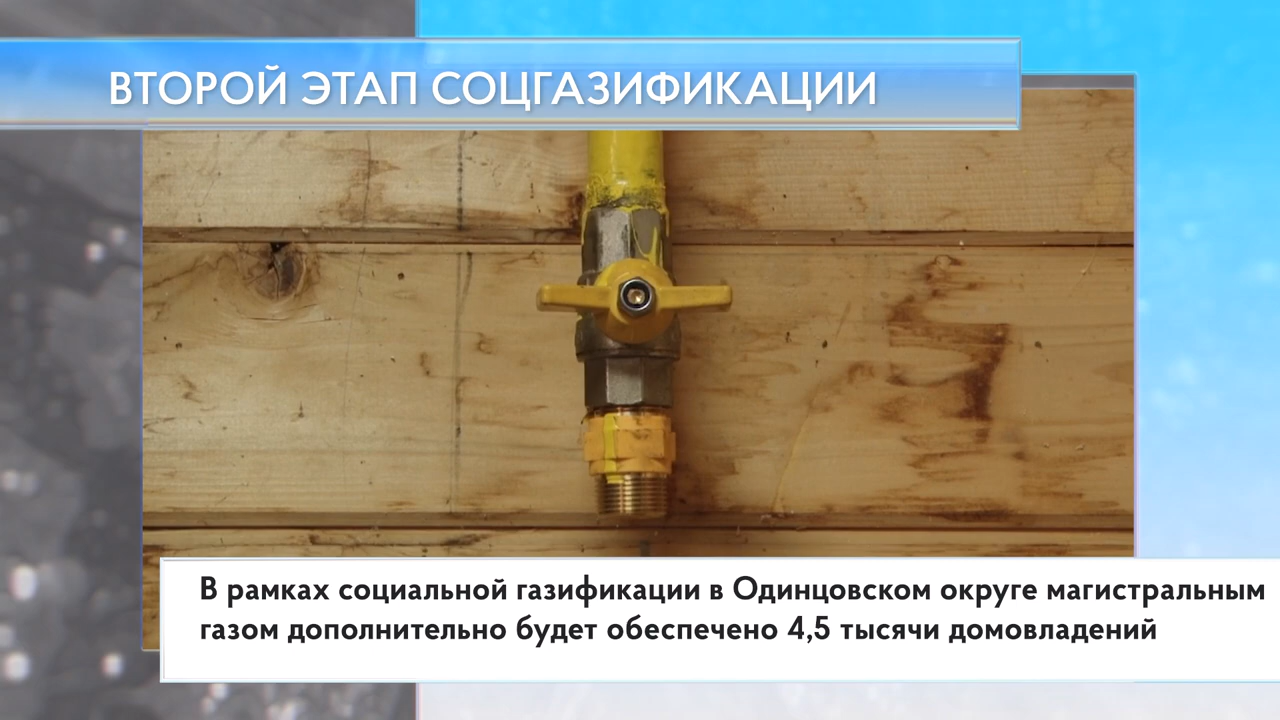 ВТОРОЙ ЭТАП СОЦГАЗИФИКАЦИИ
В рамках социальной газификации в Одинцовском округе магистральным
газом дополнительно будет обеспечено 4,5 тысячи домовладений